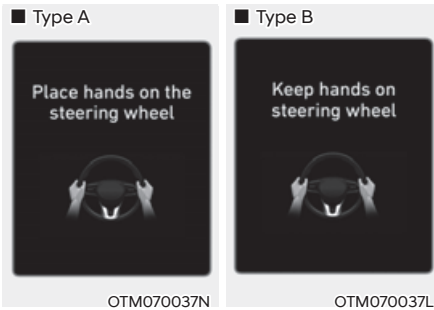 ■ Type A
Place hands on the
steering wheel
OTM070037N
■ Type B
Keep hands on
steering wheel
OTM070037L